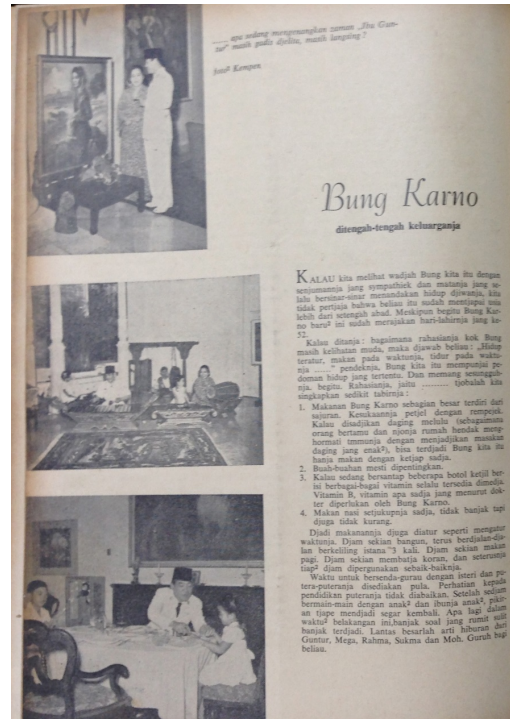 ...... apa sedang mengenangkan zaman „Ibu Gun-
tur" masih gadis djelita, masih langsing?
foto2 Kempen.
Bung Karno
ditengah-tengah keluarganja
KALAU kita melihat wadjah Bung kita itu dengan
senjumannja jang sympathiek dan matanja jang se-
lalu bersinar-sinar menandakan hidup djiwanja, kita
tidak pertjaja bahwa beliau itu sudah mentjapai usia
lebih dari setengah abad. Meskipun begitu Bung Kar-
no baru2 ini sudah merajakan hari-lahirnja jang ke-
52.
Kalau ditanja: bagaimana rahasianja kok Bung
masih kelihatan muda, maka djawab beliau: „Hidup
teratur, makan pada waktunja, tidur pada waktu-
nja ......" pendeknja, Bung kita itu mempunjai pe-
doman hidup jang tertentu. Dan memang sesungguh-
nja, begitu. Rahasianja, jaitu ......... tjobalah kita
singkapkan sedikit tabirnja:
1. Makanan Bung Karno sebagian besar terdiri dari
sajuran. Kesukaannja petjel dengan rempejek.
Kalau disadjikan daging melulu (sebagaimana
orang bertamu dan njonja rumah hendak meng-
hormati tmmunja dengan menjadjikan masakan
daging jang enak2), bisa terdjadi Bung kita itu
hanja makan dengan ketjap sadja.
2. Buah-buahan mesti dipentingkan.
3. Kalau sedang bersantap beberapa botol ketjil ber-
isi berbagai-bagai vitamin selalu tersedia dimedja.
Vitamin B, vitamin apa sadja jang menurut dok-
ter diperlukan oleh Bung Karno.
4. Makan nasi setjukupnja sadja, tidak banjak tapi
djuga tidak kurang.
Djadi makanannja djuga diatur seperti mengatur
waktunja. Djam sekian bangun, terus berdjalan-dja-
lan berkeliling istana "3 kali. Djam sekian makan
pagi. Djam sekian membatja koran, dan seterusnja
tiap2 djam dipergunakan sebaik-baiknja.
Waktu untuk bersenda-gurau dengan isteri dan pu-
tera-puteranja disediakan pula. Perhatian kepada
pendidikan puteranja tidak diabaikan. Setelah sedjam
bermain-main dengan anak2 dan ibunja anak2, pikir-
an tjape mendjadi segar kembali. Apa lagi dalam
waktu2 belakangan ini,banjak soal jang rumit sulit
banjak terdjadi. Lantas besarlah arti hiburan dari
Guntur, Mega, Rahma, Sukma dan Moh. Guruh bagi
beliau.